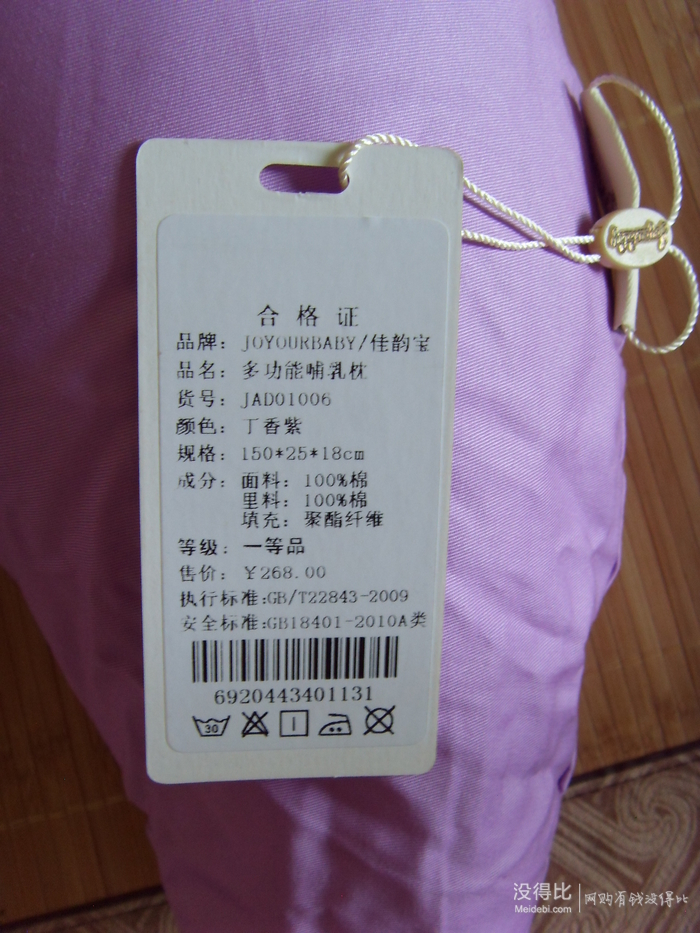 合格证
品牌: JOYOURBABY/佳韵宝
品名: 多功能哺乳枕
货号: JAD01006
颜色: 丁香紫
规格: 150*25*18cm
成分: 面料: 100%棉
里料: 100%棉
填充: 聚酯纤维
等级: 一等品
售价: ¥268.00
执行标准:GB/T22843-2009
安全标准:GB18401-2010A类
6920443401131
30
没得比
Meidebi.com
网购有钱没得比